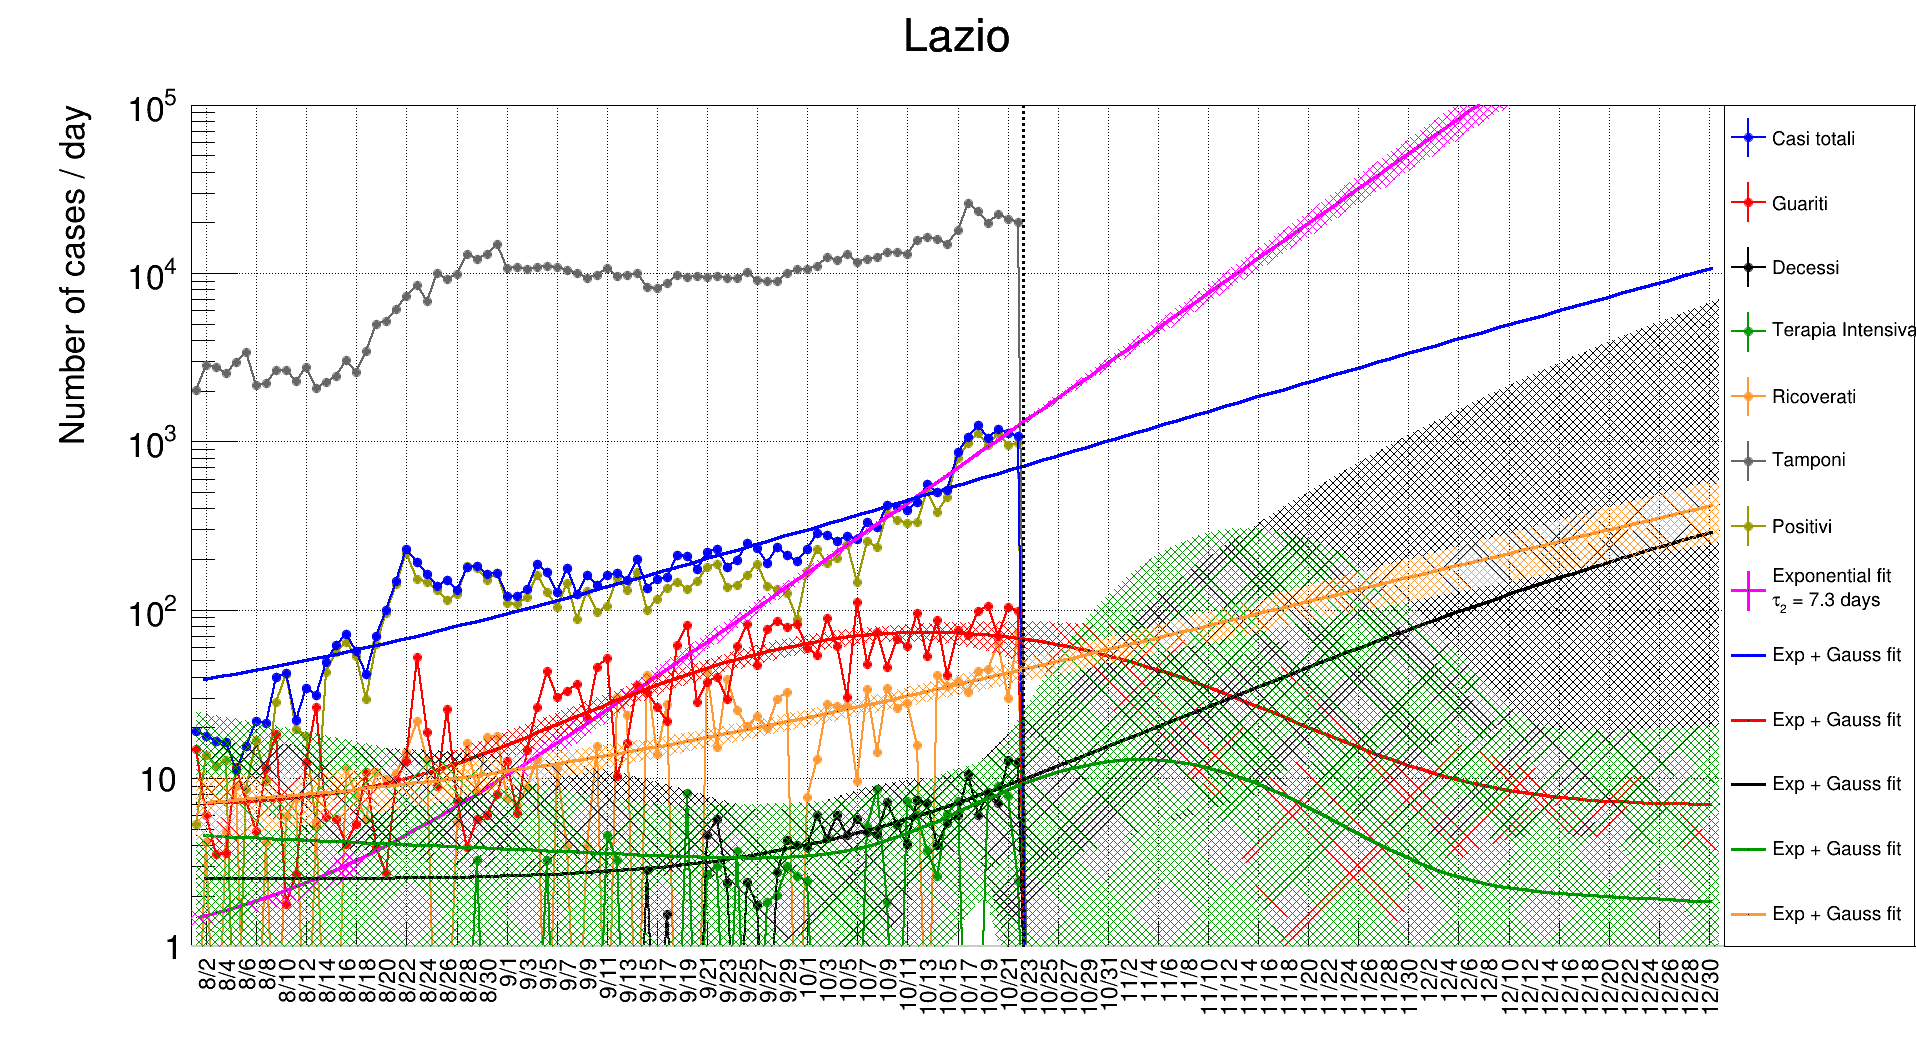 Lazio
Number of cases / day
10^5
10^4
10^3
10^2
10
1
8/2 8/4 8/6 8/8 8/10 8/12 8/14 8/16 8/18 8/20 8/22 8/24 8/26 8/28 8/30 9/1 9/3 9/5 9/7 9/9 9/11 9/13 9/15 9/17 9/19 9/21 9/23 9/25 9/27 9/29 10/1 10/3 10/5 10/7 10/9 10/11 10/13 10/15 10/17 10/19 10/21 10/23 10/25 10/27 10/29 10/31 11/2 11/4 11/6 11/8 11/10 11/12 11/14 11/16 11/18 11/20 11/22 11/24 11/26 11/28 11/30 12/2 12/4 12/6 12/8 12/10 12/12 12/14 12/16 12/18 12/20 12/22 12/24 12/26 12/28 12/30
Casi totali
Guariti
Decessi
Terapia Intensiva
Ricoverati
Tamponi
Positivi
Exponential fit
τ₂ = 7.3 days
Exp + Gauss fit
Exp + Gauss fit
Exp + Gauss fit
Exp + Gauss fit
Exp + Gauss fit